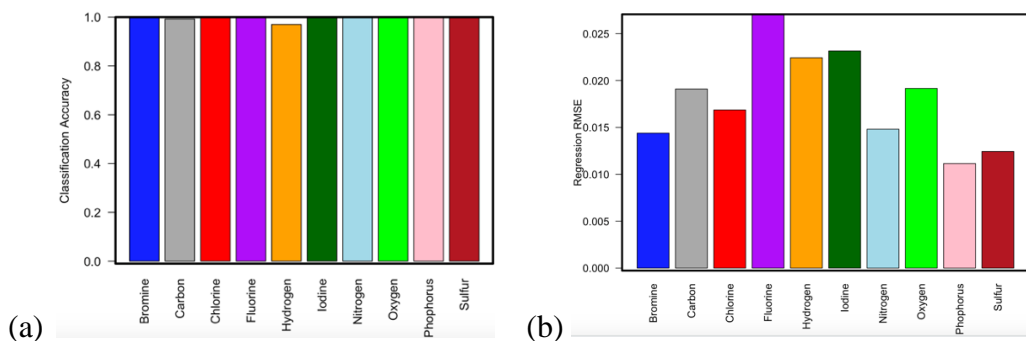 (a)
Classification Accuracy
1.0
0.8
0.6
0.4
0.2
0.0
Bromine
Carbon
Chlorine
Fluorine
Hydrogen
Iodine
Nitrogen
Oxygen
Phophorus
Sulfur
(b)
Regression RMSE
0.025
0.020
0.015
0.010
0.005
0.000
Bromine
Carbon
Chlorine
Fluorine
Hydrogen
Iodine
Nitrogen
Oxygen
Phophorus
Sulfur